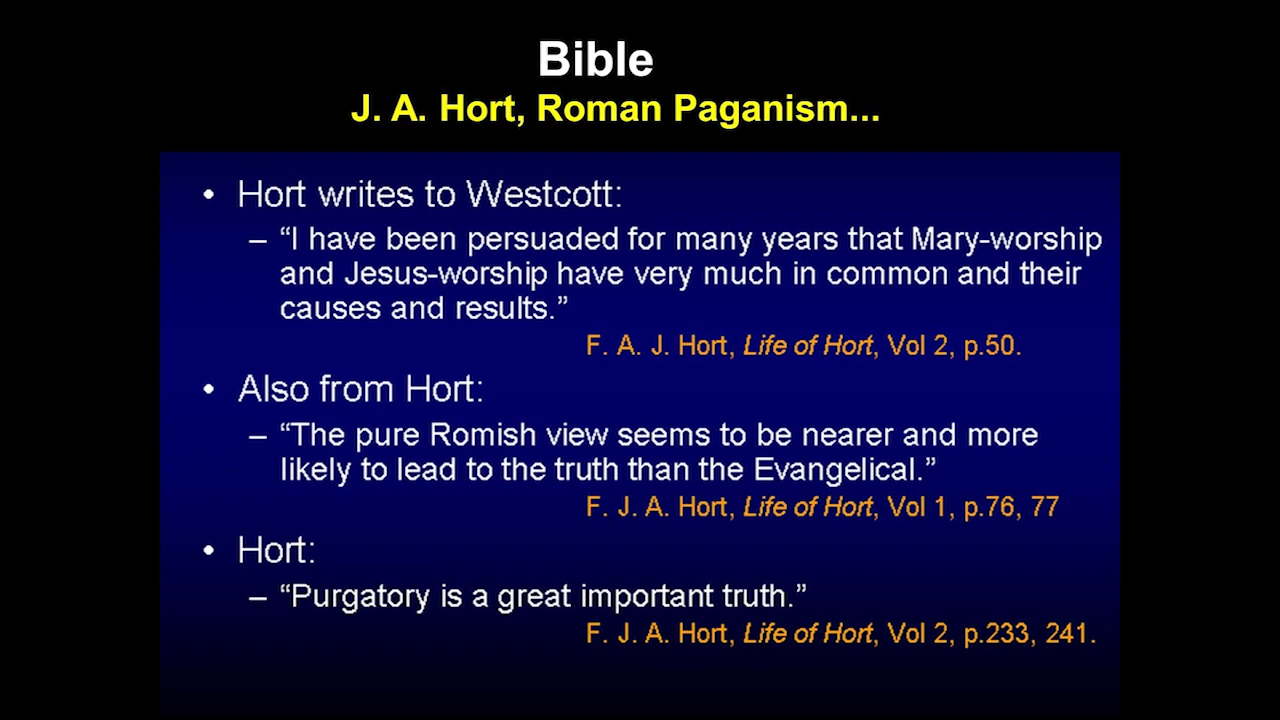 Bible
J. A. Hort, Roman Paganism...
• Hort writes to Westcott:
– “I have been persuaded for many years that Mary-worship
and Jesus-worship have very much in common and their
causes and results.”
F. A. J. Hort, Life of Hort, Vol 2, p.50.
• Also from Hort:
– “The pure Romish view seems to be nearer and more
likely to lead to the truth than the Evangelical.”
F. J. A. Hort, Life of Hort, Vol 1, p.76, 77
• Hort:
– “Purgatory is a great important truth.”
F. J. A. Hort, Life of Hort, Vol 2, p.233, 241.